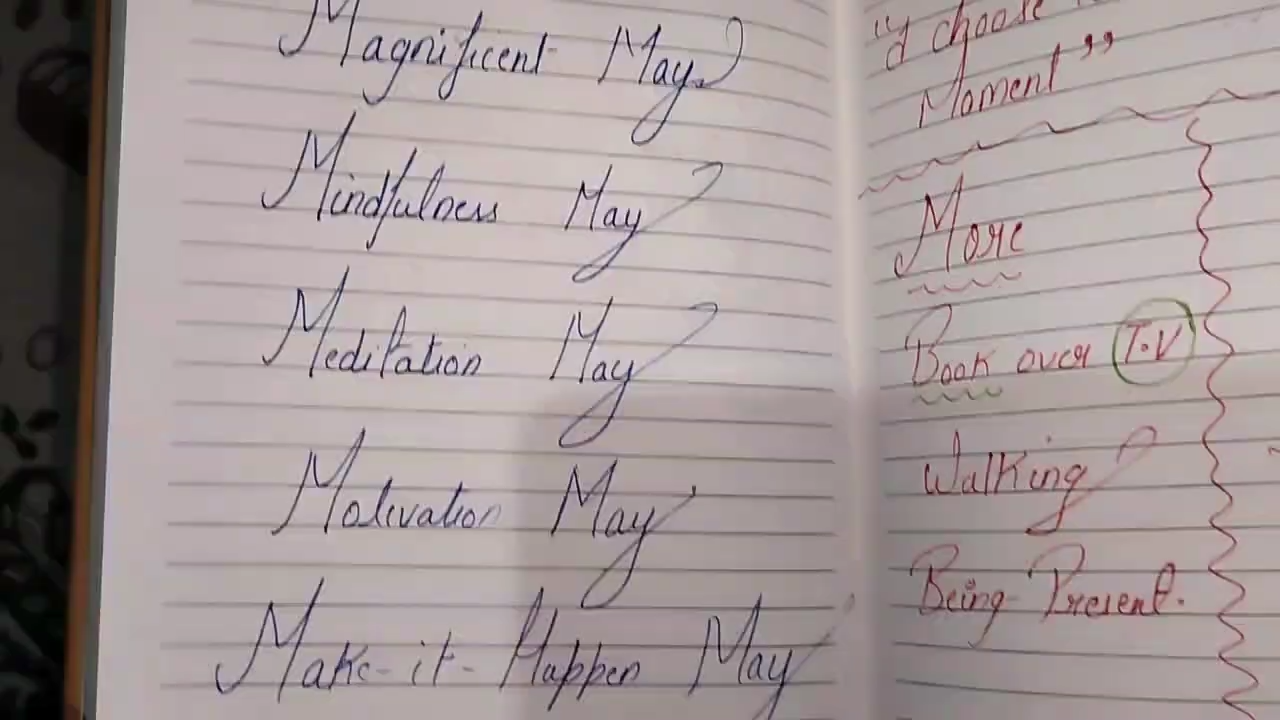 Magnificent May
Mindfulness May
Meditation May
Motivation May
Make-it-Happen May
"I choose
Moment"
More
Book over T.V
Walking
Being Present.